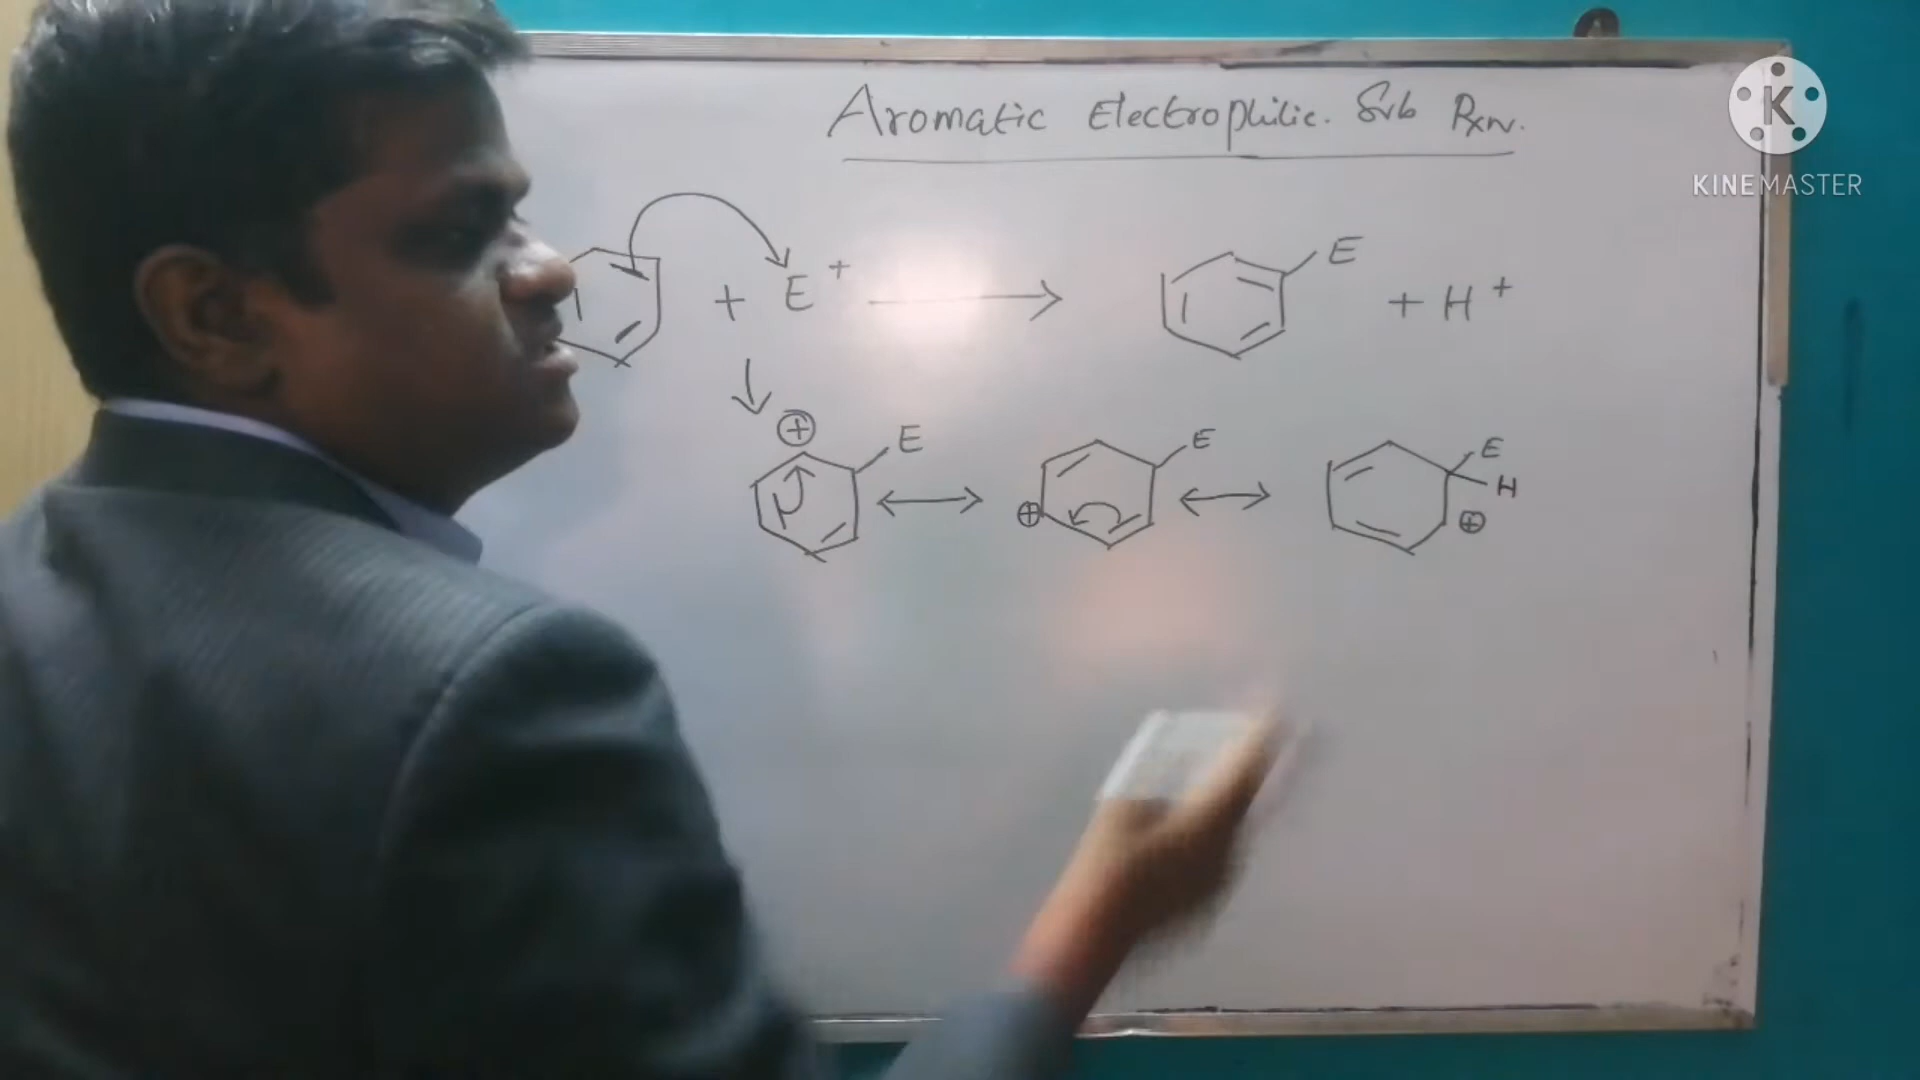 Aromatic Electrophilic. Sub Rxn.
K
KINEMASTER
+ E+ → E + H+
⊕ E ↔ ⊕ E ↔ E H ⊕